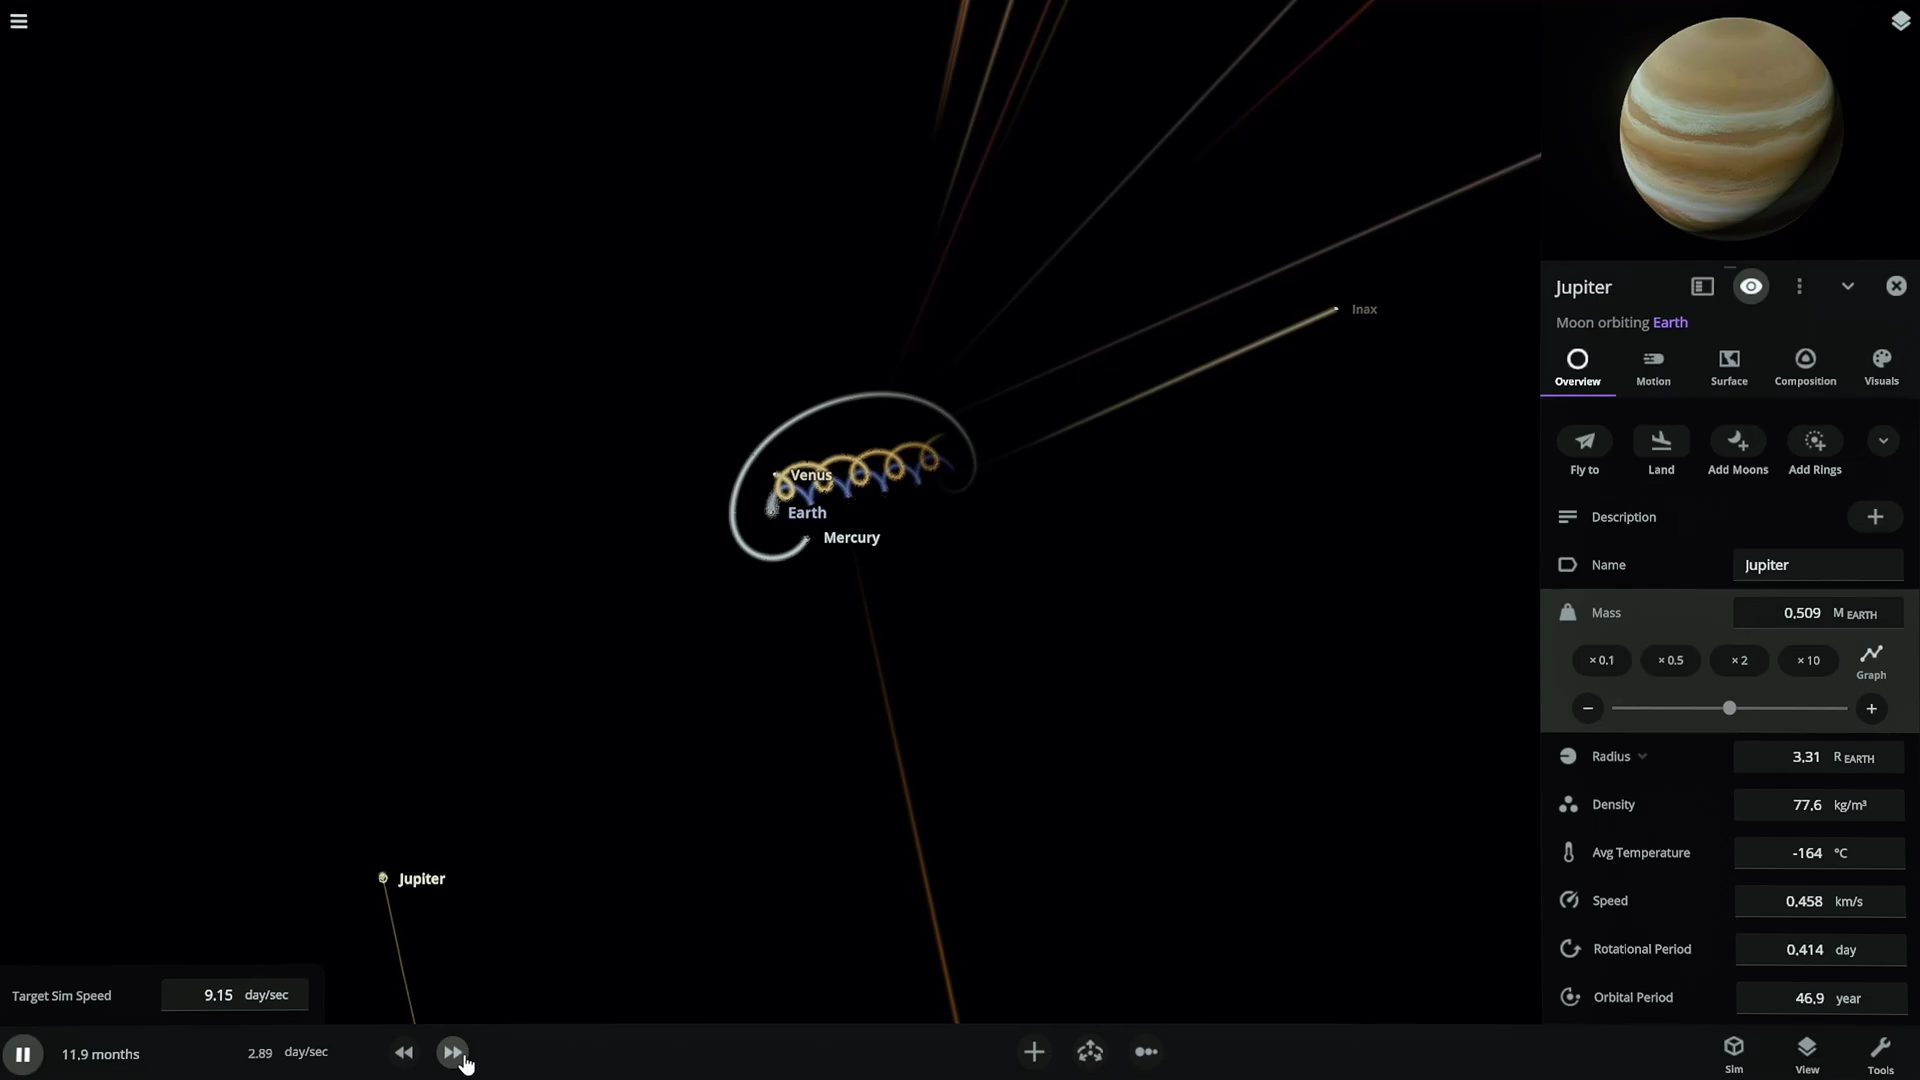 Inax
Venus
Earth
Mercury
Jupiter
Target Sim Speed 9.15 day/sec
11.9 months 2.89 day/sec
Jupiter
Moon orbiting Earth
Overview Motion Surface Composition Visuals
Fly to Land Add Moons Add Rings
Description
Name Jupiter
Mass 0,509 M EARTH
× 0.1 × 0.5 × 2 × 10 Graph
Radius 3,31 R EARTH
Density 77,6 kg/m³
Avg Temperature -164 °C
Speed 0,458 km/s
Rotational Period 0,414 day
Orbital Period 46,9 year
Sim View Tools